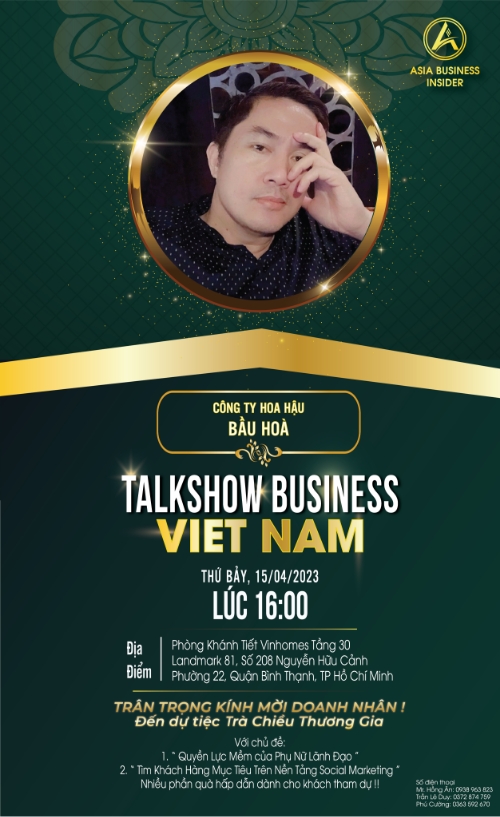 ASIA BUSINESS
INSIDER
CÔNG TY HOA HẬU
BẦU HOÀ
TALKSHOW BUSINESS
VIET NAM
THỨ BẢY, 15/04/2023
LÚC 16:00
Địa
Điểm
Phòng Khánh Tiết Vinhomes Tầng 30
Landmark 81, Số 208 Nguyễn Hữu Cảnh
Phường 22, Quận Bình Thạnh, TP Hồ Chí Minh
TRÂN TRỌNG KÍNH MỜI DOANH NHÂN !
Đến dự tiệc Trà Chiều Thương Gia
Với chủ đề:
1. “ Quyền Lực Mềm của Phụ Nữ Lãnh Đạo ”
2. “ Tìm Khách Hàng Mục Tiêu Trên Nền Tảng Social Marketing ”
Nhiều phần quà hấp dẫn dành cho khách tham dự !!
Số điện thoại
Mr. Hồng Ân: 0938 963 823
Trần Lê Duy: 0372 874 759
Phú Cường: 0363 592 670